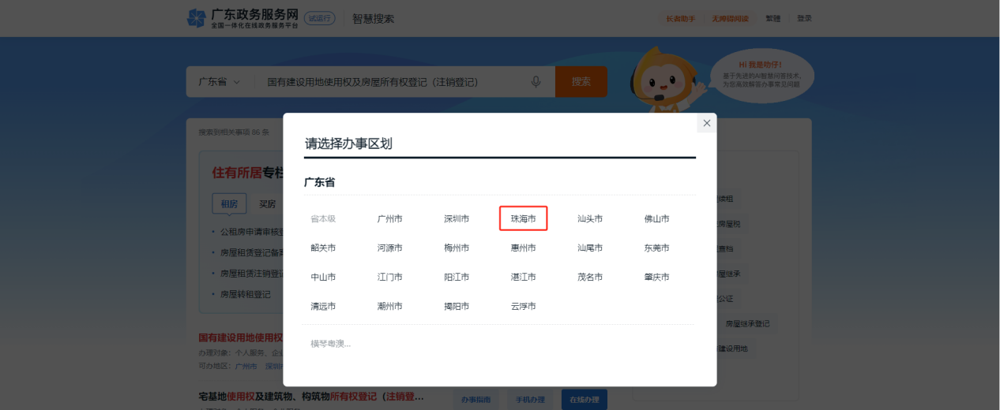 广东政务服务网 试运行 智慧搜索 长者助手 无障碍阅读 繁體 登录
全国一体化在线政务服务平台
广东省 国有建设用地使用权及房屋所有权登记（注销登记） 搜索
Hi 我是叻仔!
基于先进的AI智慧问答技术,
为您高效解答办事常见问题
搜索到相关事项 86 条
请选择办事区划
住有所居专栏
广东省
租房 买房
省本级 广州市 深圳市 珠海市 汕头市 佛山市
公租房申请审核登
韶关市 河源市 梅州市 惠州市 汕尾市 东莞市
房屋租赁登记备案
中山市 江门市 阳江市 湛江市 茂名市 肇庆市
房屋租赁注销登记
房屋转租登记
清远市 潮州市 揭阳市 云浮市
横琴粤澳...
续租
房屋税
查档
屋继承
公证
房屋继承登记
建设用地
国有建设用地使用权
办理对象：个人服务、企业
可办地区：广州市 深圳市
宅基地使用权及建筑物、构筑物所有权登记（注销登... 办事指南 手机办理 在线办理